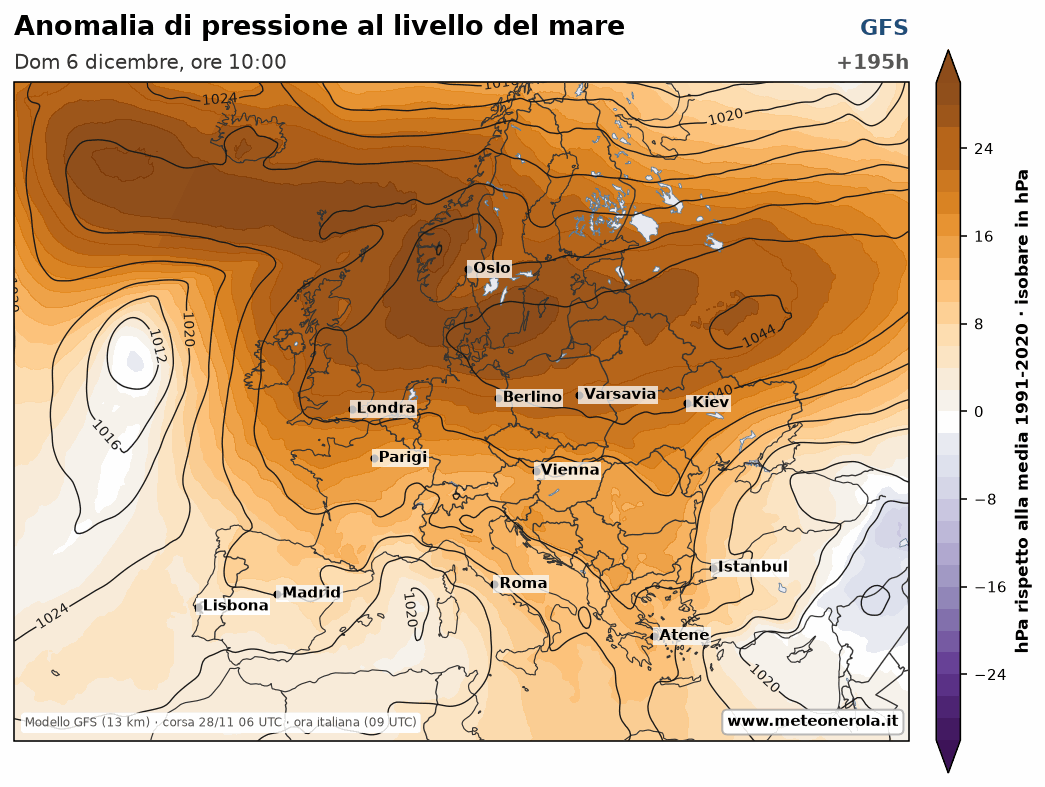 Anomalia di pressione al livello del mare
GFS
Dom 6 dicembre, ore 10:00
+195h
1024
1020
Oslo
1020
1012
1044
1016
Londra
Berlino
Varsavia
Kiev
Parigi
Vienna
1024
Lisbona
Madrid
1020
Roma
Istanbul
Atene
1020
Modello GFS (13 km) · corsa 28/11 06 UTC · ora italiana (09 UTC)
www.meteonerola.it
24
16
8
0
−8
−16
−24
hPa rispetto alla media 1991-2020 · isobare in hPa